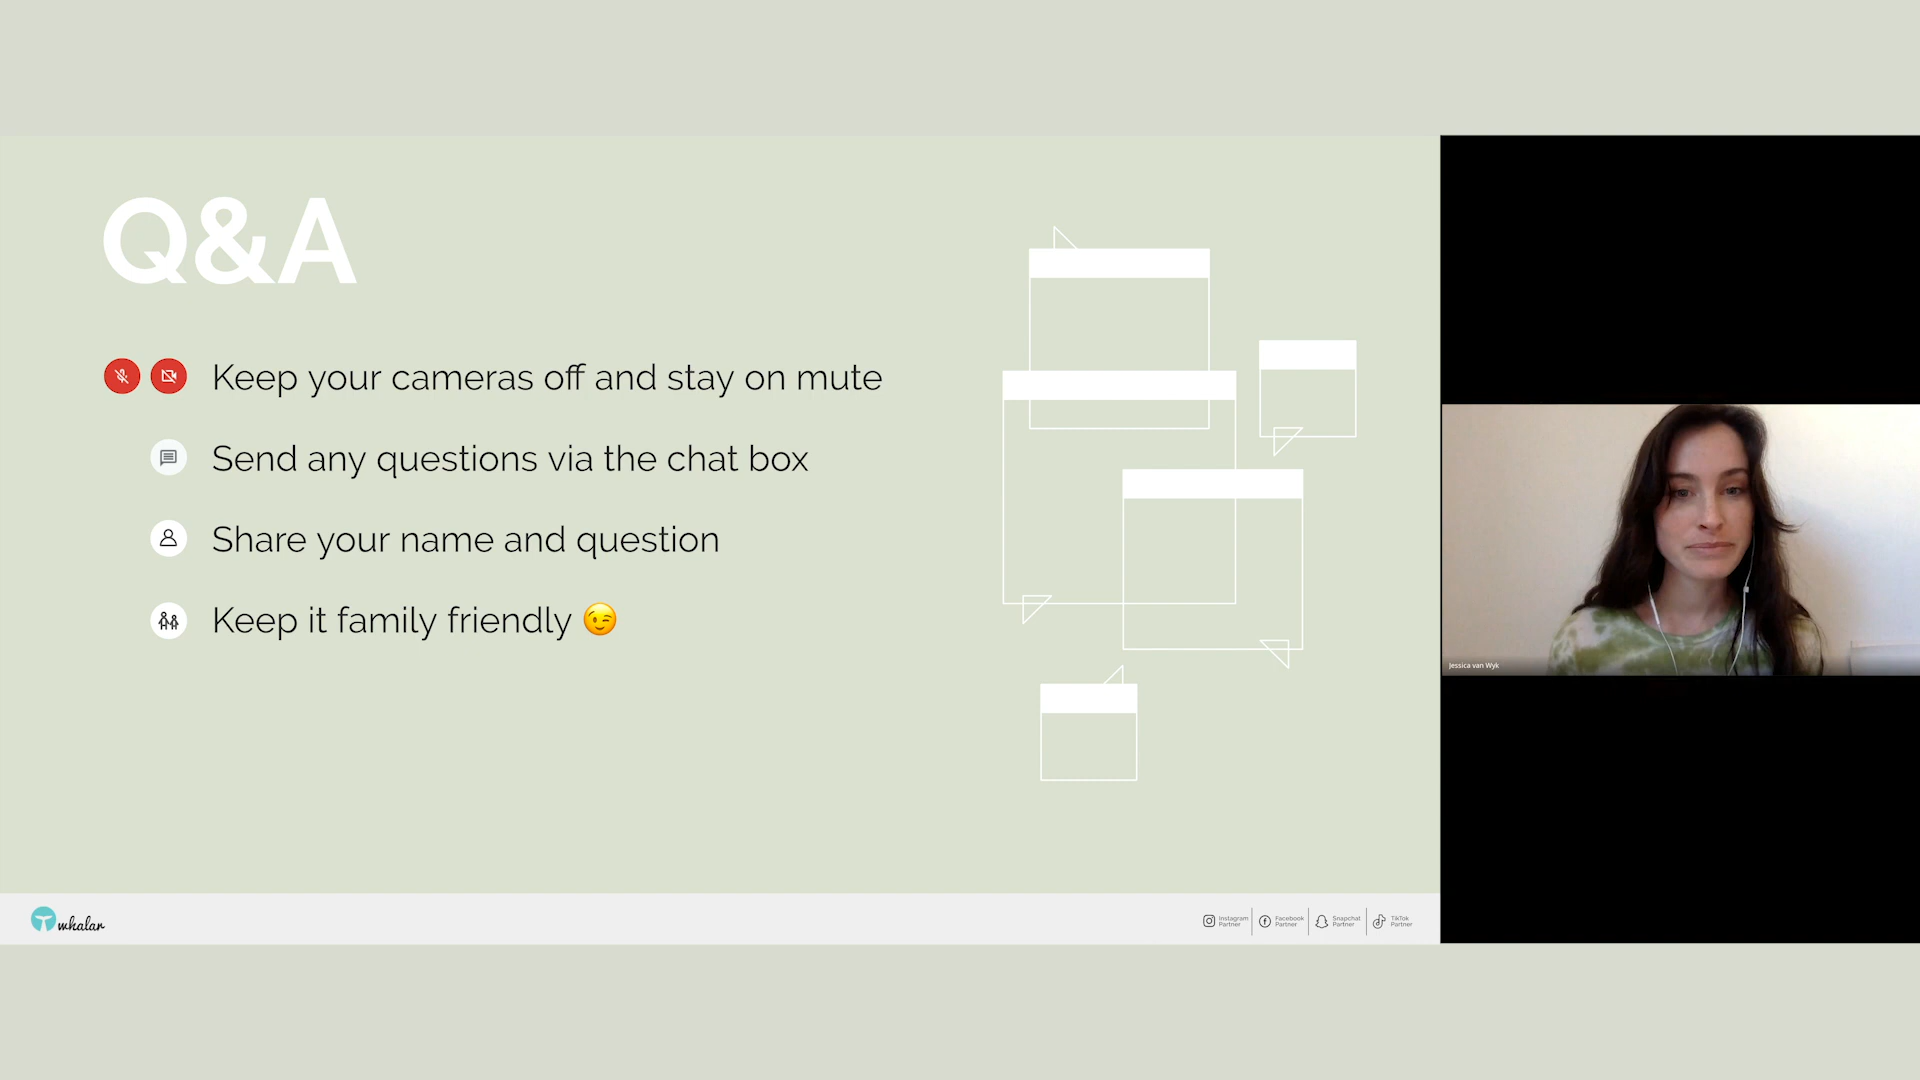 Q&A
Keep your cameras off and stay on mute
Send any questions via the chat box
Share your name and question
Keep it family friendly 😉
Jessica van Wyk
whalar
Instagram
Partner
Facebook
Partner
Snapchat
Partner
TikTok
Partner